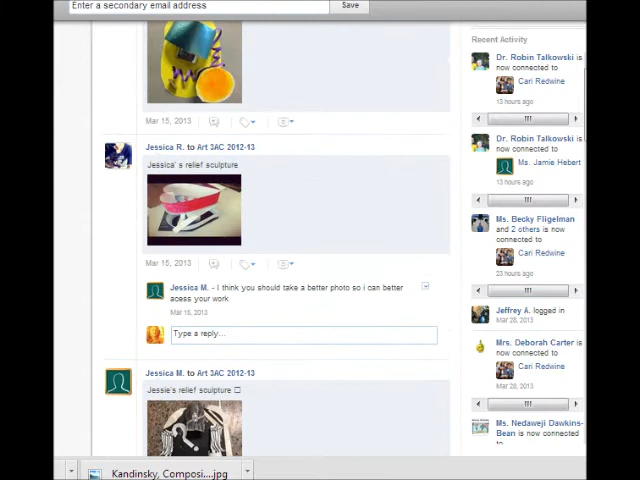 Enter a secondary email address
Save
Mar 15, 2013
Jessica R. to Art 3AC 2012-13
Jessica' s relief sculpture
Mar 15, 2013
Jessica M. - I think you should take a better photo so i can better
acess your work
Mar 15, 2013
Type a reply...
Jessica M. to Art 3AC 2012-13
Jessie's relief sculpture
Recent Activity
Dr. Robin Talkowski is
now connected to
Cari Redwine
13 hours ago
Dr. Robin Talkowski is
now connected to
Ms. Jamie Hebert
13 hours ago
Ms. Becky Fligelman
and 2 others is now
connected to
Cari Redwine
23 hours ago
Jeffrey A. logged in
Mar 28, 2013
Mrs. Deborah Carter is
now connected to
Cari Redwine
Mar 28, 2013
Ms. Nedaweji Dawkins-
Bean is now connected
Kandinsky, Composi....jpg